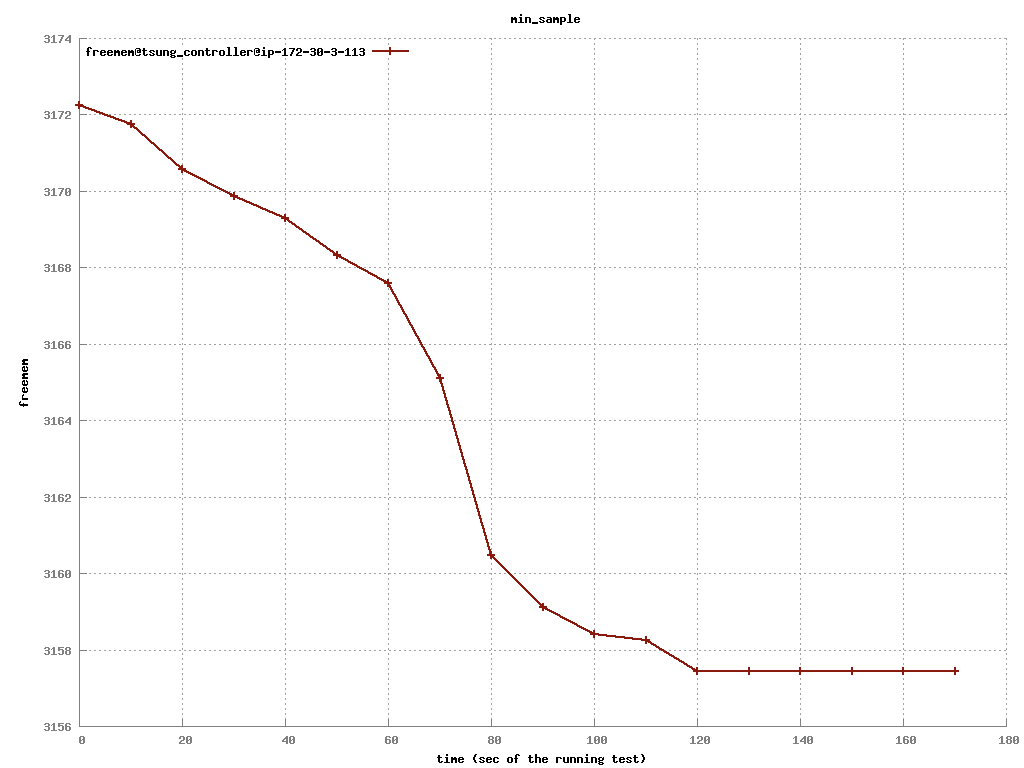 min_sample
freemem@tsung_controller@ip-172-30-3-113
3174
3172
3170
3168
3166
3164
3162
3160
3158
3156
freemem
0 20 40 60 80 100 120 140 160 180
time (sec of the running test)